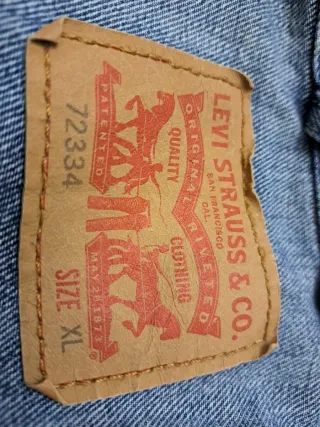 LEVI STRAUSS & CO.
SAN FRANCISCO
CAL.
ORIGINAL RIVETED
QUALITY CLOTHING
PATENTED
MAY 20, 1873
72334
SIZE XL